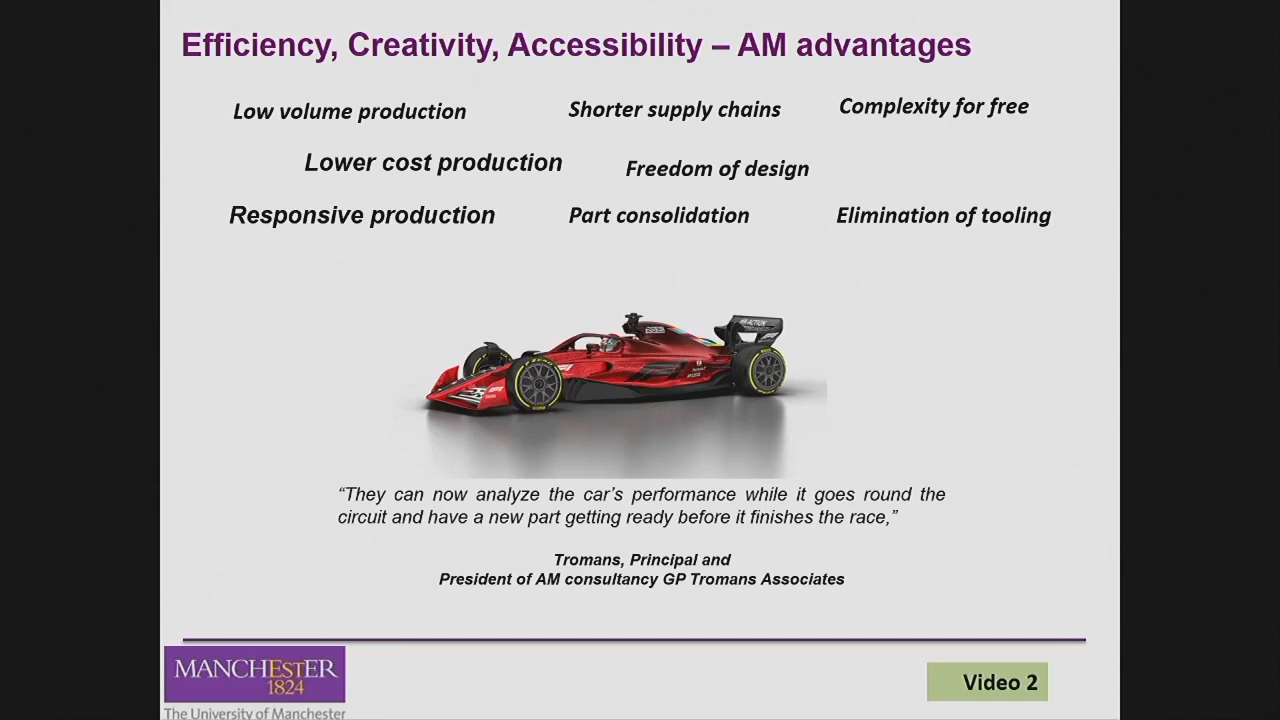 Efficiency, Creativity, Accessibility – AM advantages
Low volume production
Shorter supply chains
Complexity for free
Lower cost production
Freedom of design
Responsive production
Part consolidation
Elimination of tooling
“They can now analyze the car’s performance while it goes round the
circuit and have a new part getting ready before it finishes the race,”
Tromans, Principal and
President of AM consultancy GP Tromans Associates
MANCHESTER
1824
The University of Manchester
Video 2